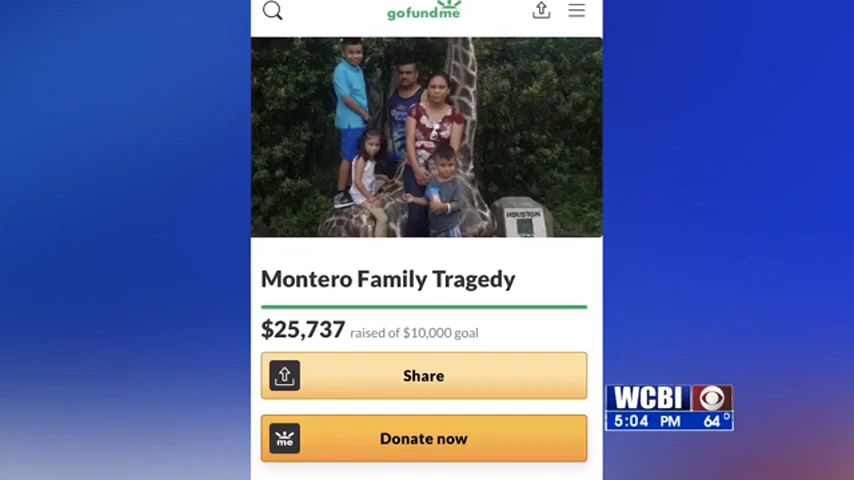 gofundme
HOUSTON
Montero Family Tragedy
$25,737 raised of $10,000 goal
Share
me
Donate now
WCBI
5:04 PM 64°